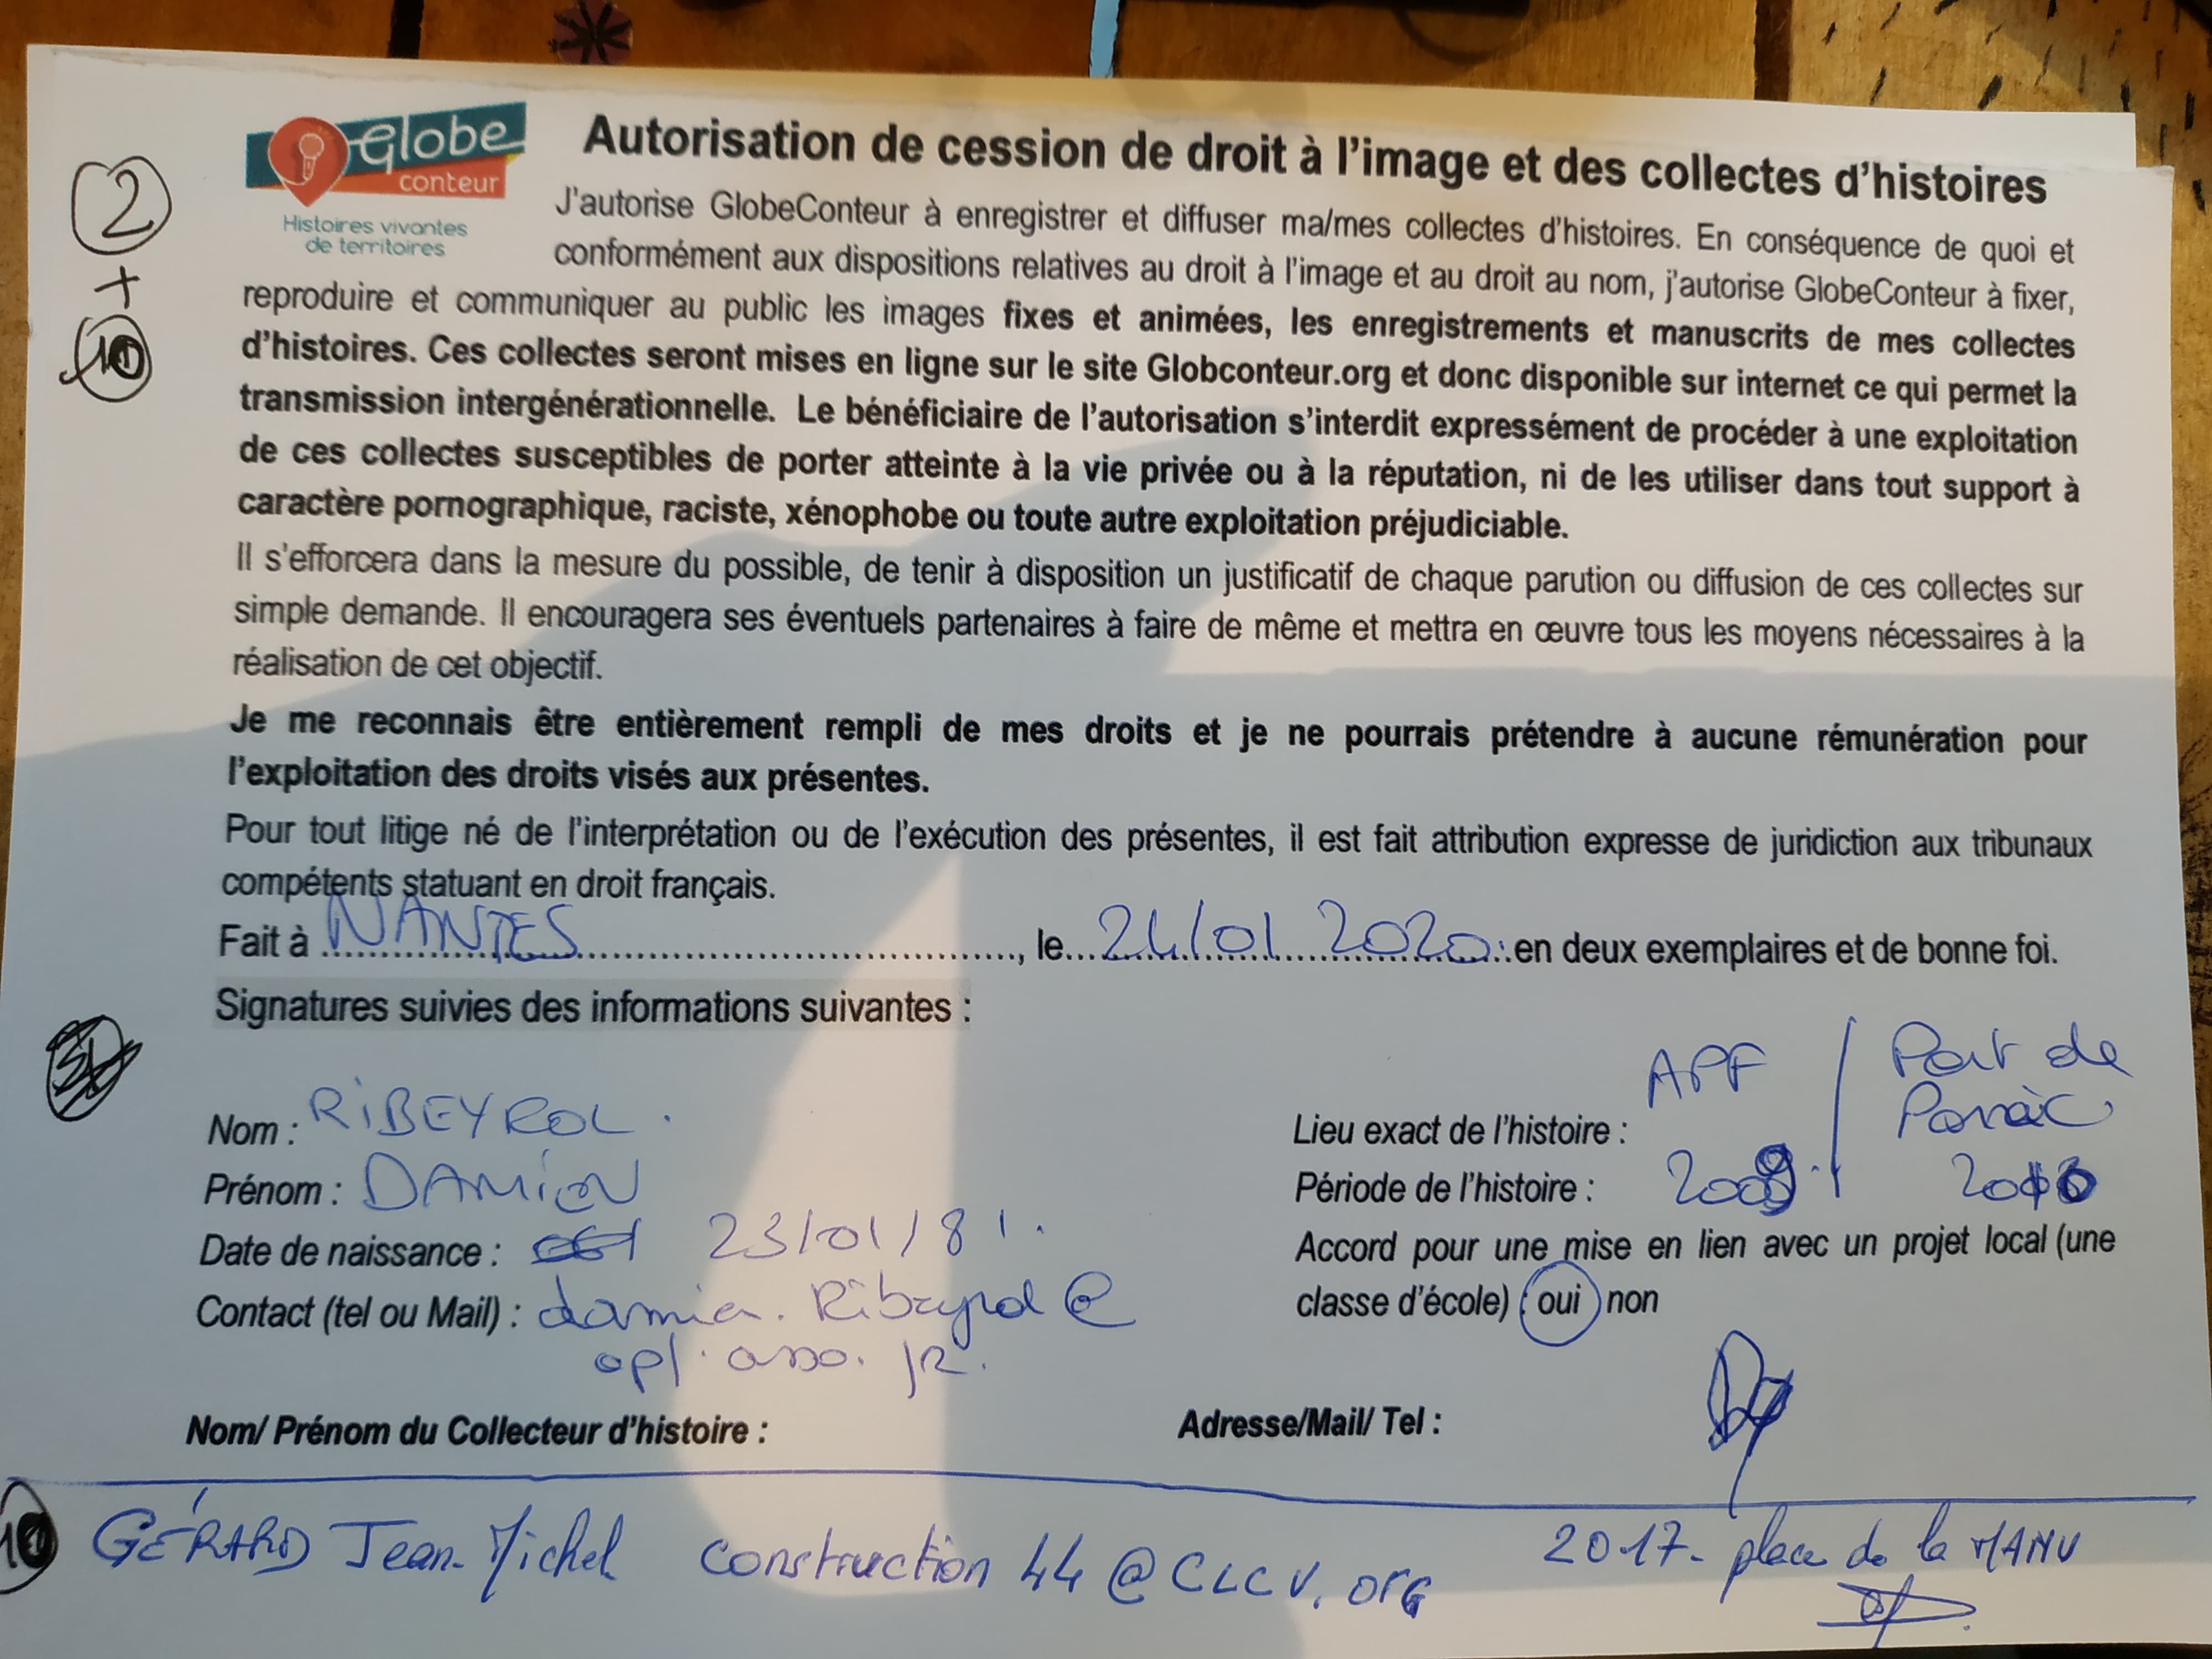 Globe
conteur
Histoires vivantes
de territoires
2
+
10
Autorisation de cession de droit à l'image et des collectes d'histoires
J'autorise GlobeConteur à enregistrer et diffuser ma/mes collectes d'histoires. En conséquence de quoi et
conformément aux dispositions relatives au droit à l'image et au droit au nom, j'autorise GlobeConteur à fixer,
reproduire et communiquer au public les images fixes et animées, les enregistrements et manuscrits de mes collectes
d'histoires. Ces collectes seront mises en ligne sur le site Globconteur.org et donc disponible sur internet ce qui permet la
transmission intergénérationnelle. Le bénéficiaire de l'autorisation s'interdit expressément de procéder à une exploitation
de ces collectes susceptibles de porter atteinte à la vie privée ou à la réputation, ni de les utiliser dans tout support à
caractère pornographique, raciste, xénophobe ou toute autre exploitation préjudiciable.
Il s'efforcera dans la mesure du possible, de tenir à disposition un justificatif de chaque parution ou diffusion de ces collectes sur
simple demande. Il encouragera ses éventuels partenaires à faire de même et mettra en œuvre tous les moyens nécessaires à la
réalisation de cet objectif.
Je me reconnais être entièrement rempli de mes droits et je ne pourrais prétendre à aucune rémunération pour
l'exploitation des droits visés aux présentes.
Pour tout litige né de l'interprétation ou de l'exécution des présentes, il est fait attribution expresse de juridiction aux tribunaux
compétents statuant en droit français.
Fait à NANTES, le 24/01 2020 en deux exemplaires et de bonne foi.
Signatures suivies des informations suivantes :
Nom : RIBEYROL.
Prénom : DAMIEN
Date de naissance : 23/01/81.
Contact (tel ou Mail) : damien.Ribeyrol@
apf.asso.fr.
APF / Port de
Lieu exact de l'histoire :
Période de l'histoire : 2009
Accord pour une mise en lien avec un projet local (une
classe d'école) : oui non
Nom/ Prénom du Collecteur d'histoire :
Adresse/Mail/ Tel :
10 GÉRARD Jean-Michel construction 44@CLCV.org 2017- place de la MANU